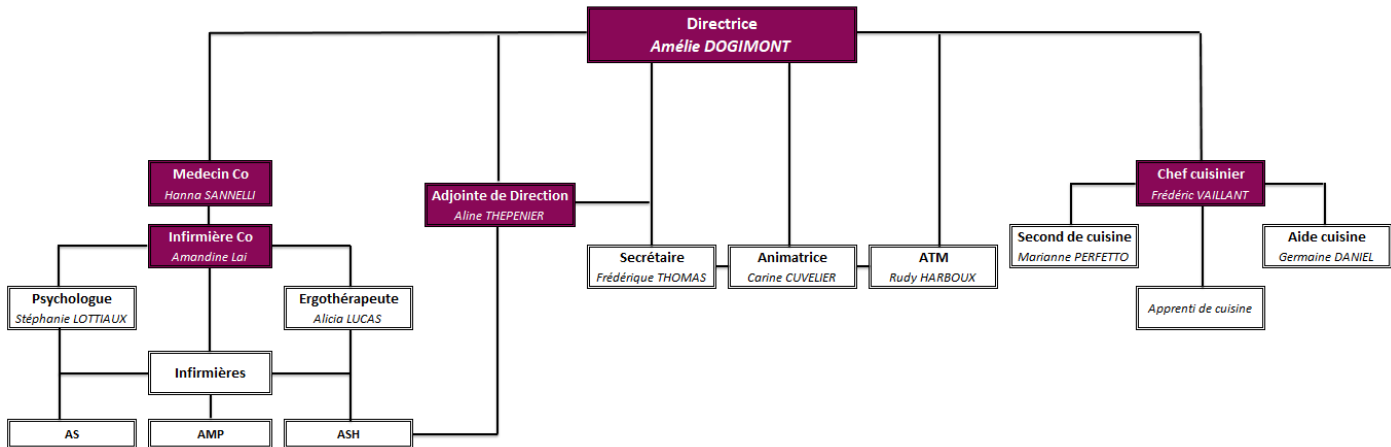 Directrice
Amélie DOGIMONT
Medecin Co
Hanna SANNELLI
Adjointe de Direction
Aline THEPENIER
Chef cuisinier
Frédéric VAILLANT
Infirmière Co
Amandine Lai
Secrétaire
Frédérique THOMAS
Animatrice
Carine CUVELIER
ATM
Rudy HARBOUX
Second de cuisine
Marianne PERFETTO
Aide cuisine
Germaine DANIEL
Psychologue
Stéphanie LOTTIAUX
Ergothérapeute
Alicia LUCAS
Apprenti de cuisine
Infirmières
AS
AMP
ASH